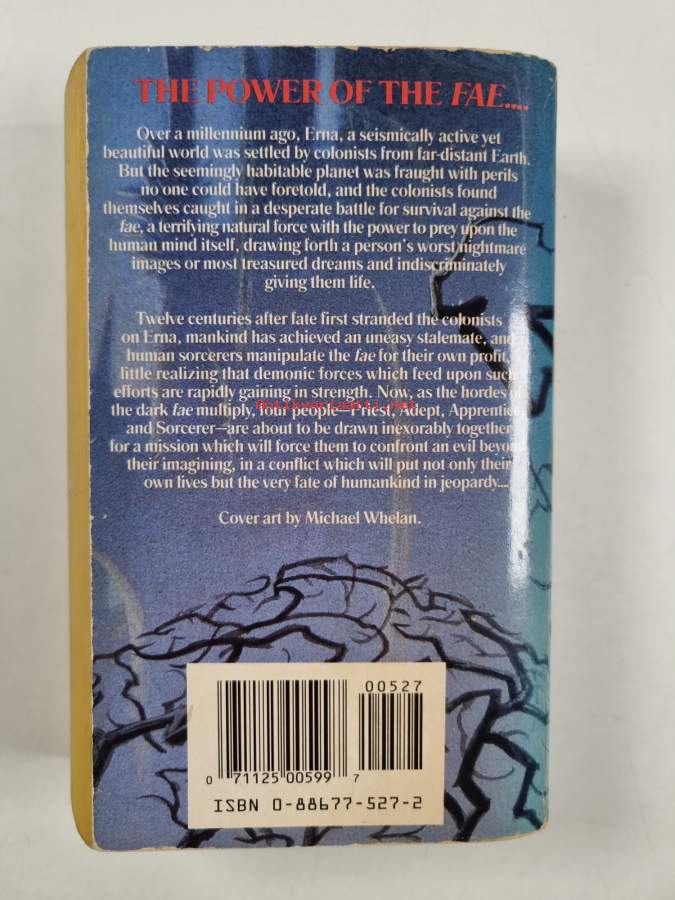 THE POWER OF THE FAE....
Over a millennium ago, Erna, a seismically active yet
beautiful world was settled by colonists from far-distant Earth.
But the seemingly habitable planet was fraught with perils
no one could have foretold, and the colonists found
themselves caught in a desperate battle for survival against the
fae, a terrifying natural force with the power to prey upon the
human mind itself, drawing forth a person's worst nightmare
images or most treasured dreams and indiscriminately
giving them life.
Twelve centuries after fate first stranded the colonists
on Erna, mankind has achieved an uneasy stalemate, and
human sorcerers manipulate the fae for their own profit,
little realizing that demonic forces which feed upon such
efforts are rapidly gaining in strength. Now, as the hordes of
the dark fae multiply, four people—Priest, Adept, Apprentice
and Sorcerer—are about to be drawn inexorably together
for a mission which will force them to confront an evil beyond
their imagining, in a conflict which will put not only their
own lives but the very fate of humankind in jeopardy....
Cover art by Michael Whelan.
00527
0 71125 00599 7
ISBN 0-88677-527-2